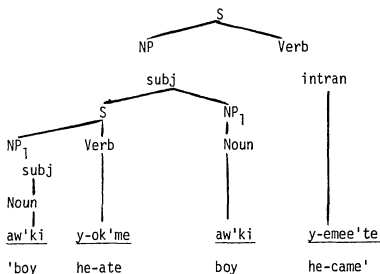 S
NP Verb
subj intran
S NP1
NP1 Verb Noun
subj
Noun
aw'ki y-ok'me aw'ki y-emee'te
'boy he-ate boy he-came'